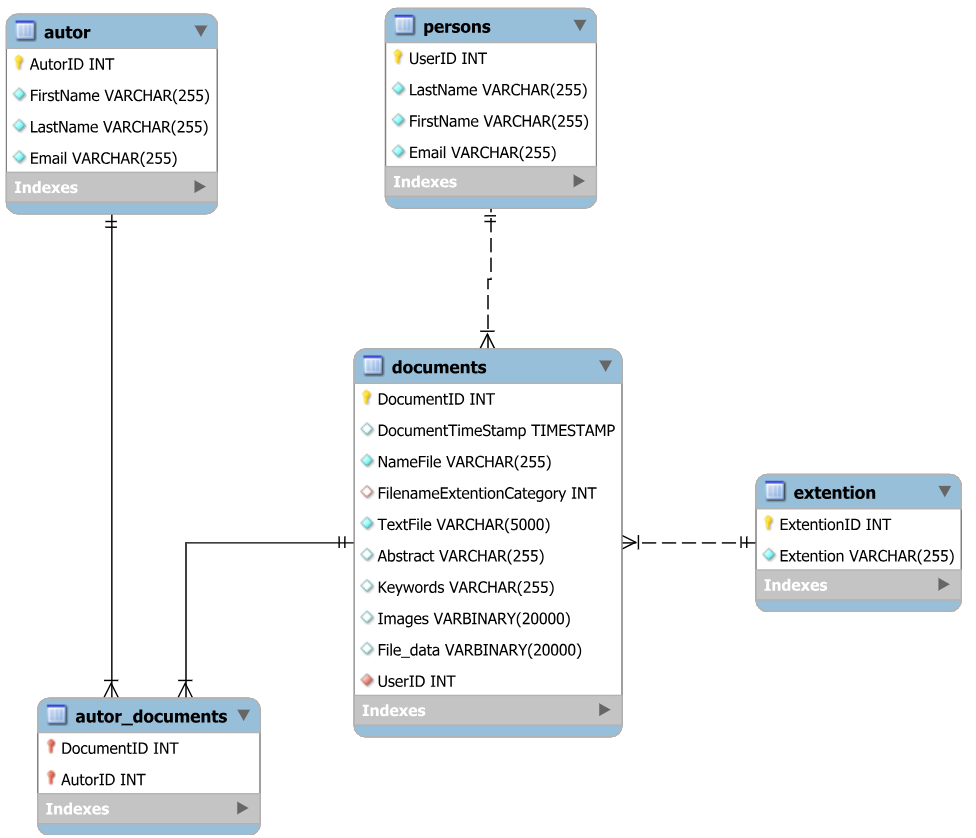 autor
AutorID INT
FirstName VARCHAR(255)
LastName VARCHAR(255)
Email VARCHAR(255)
Indexes
persons
UserID INT
LastName VARCHAR(255)
FirstName VARCHAR(255)
Email VARCHAR(255)
Indexes
documents
DocumentID INT
DocumentTimeStamp TIMESTAMP
NameFile VARCHAR(255)
FilenameExtentionCategory INT
TextFile VARCHAR(5000)
Abstract VARCHAR(255)
Keywords VARCHAR(255)
Images VARBINARY(20000)
File_data VARBINARY(20000)
UserID INT
Indexes
extention
ExtentionID INT
Extention VARCHAR(255)
Indexes
autor_documents
DocumentID INT
AutorID INT
Indexes